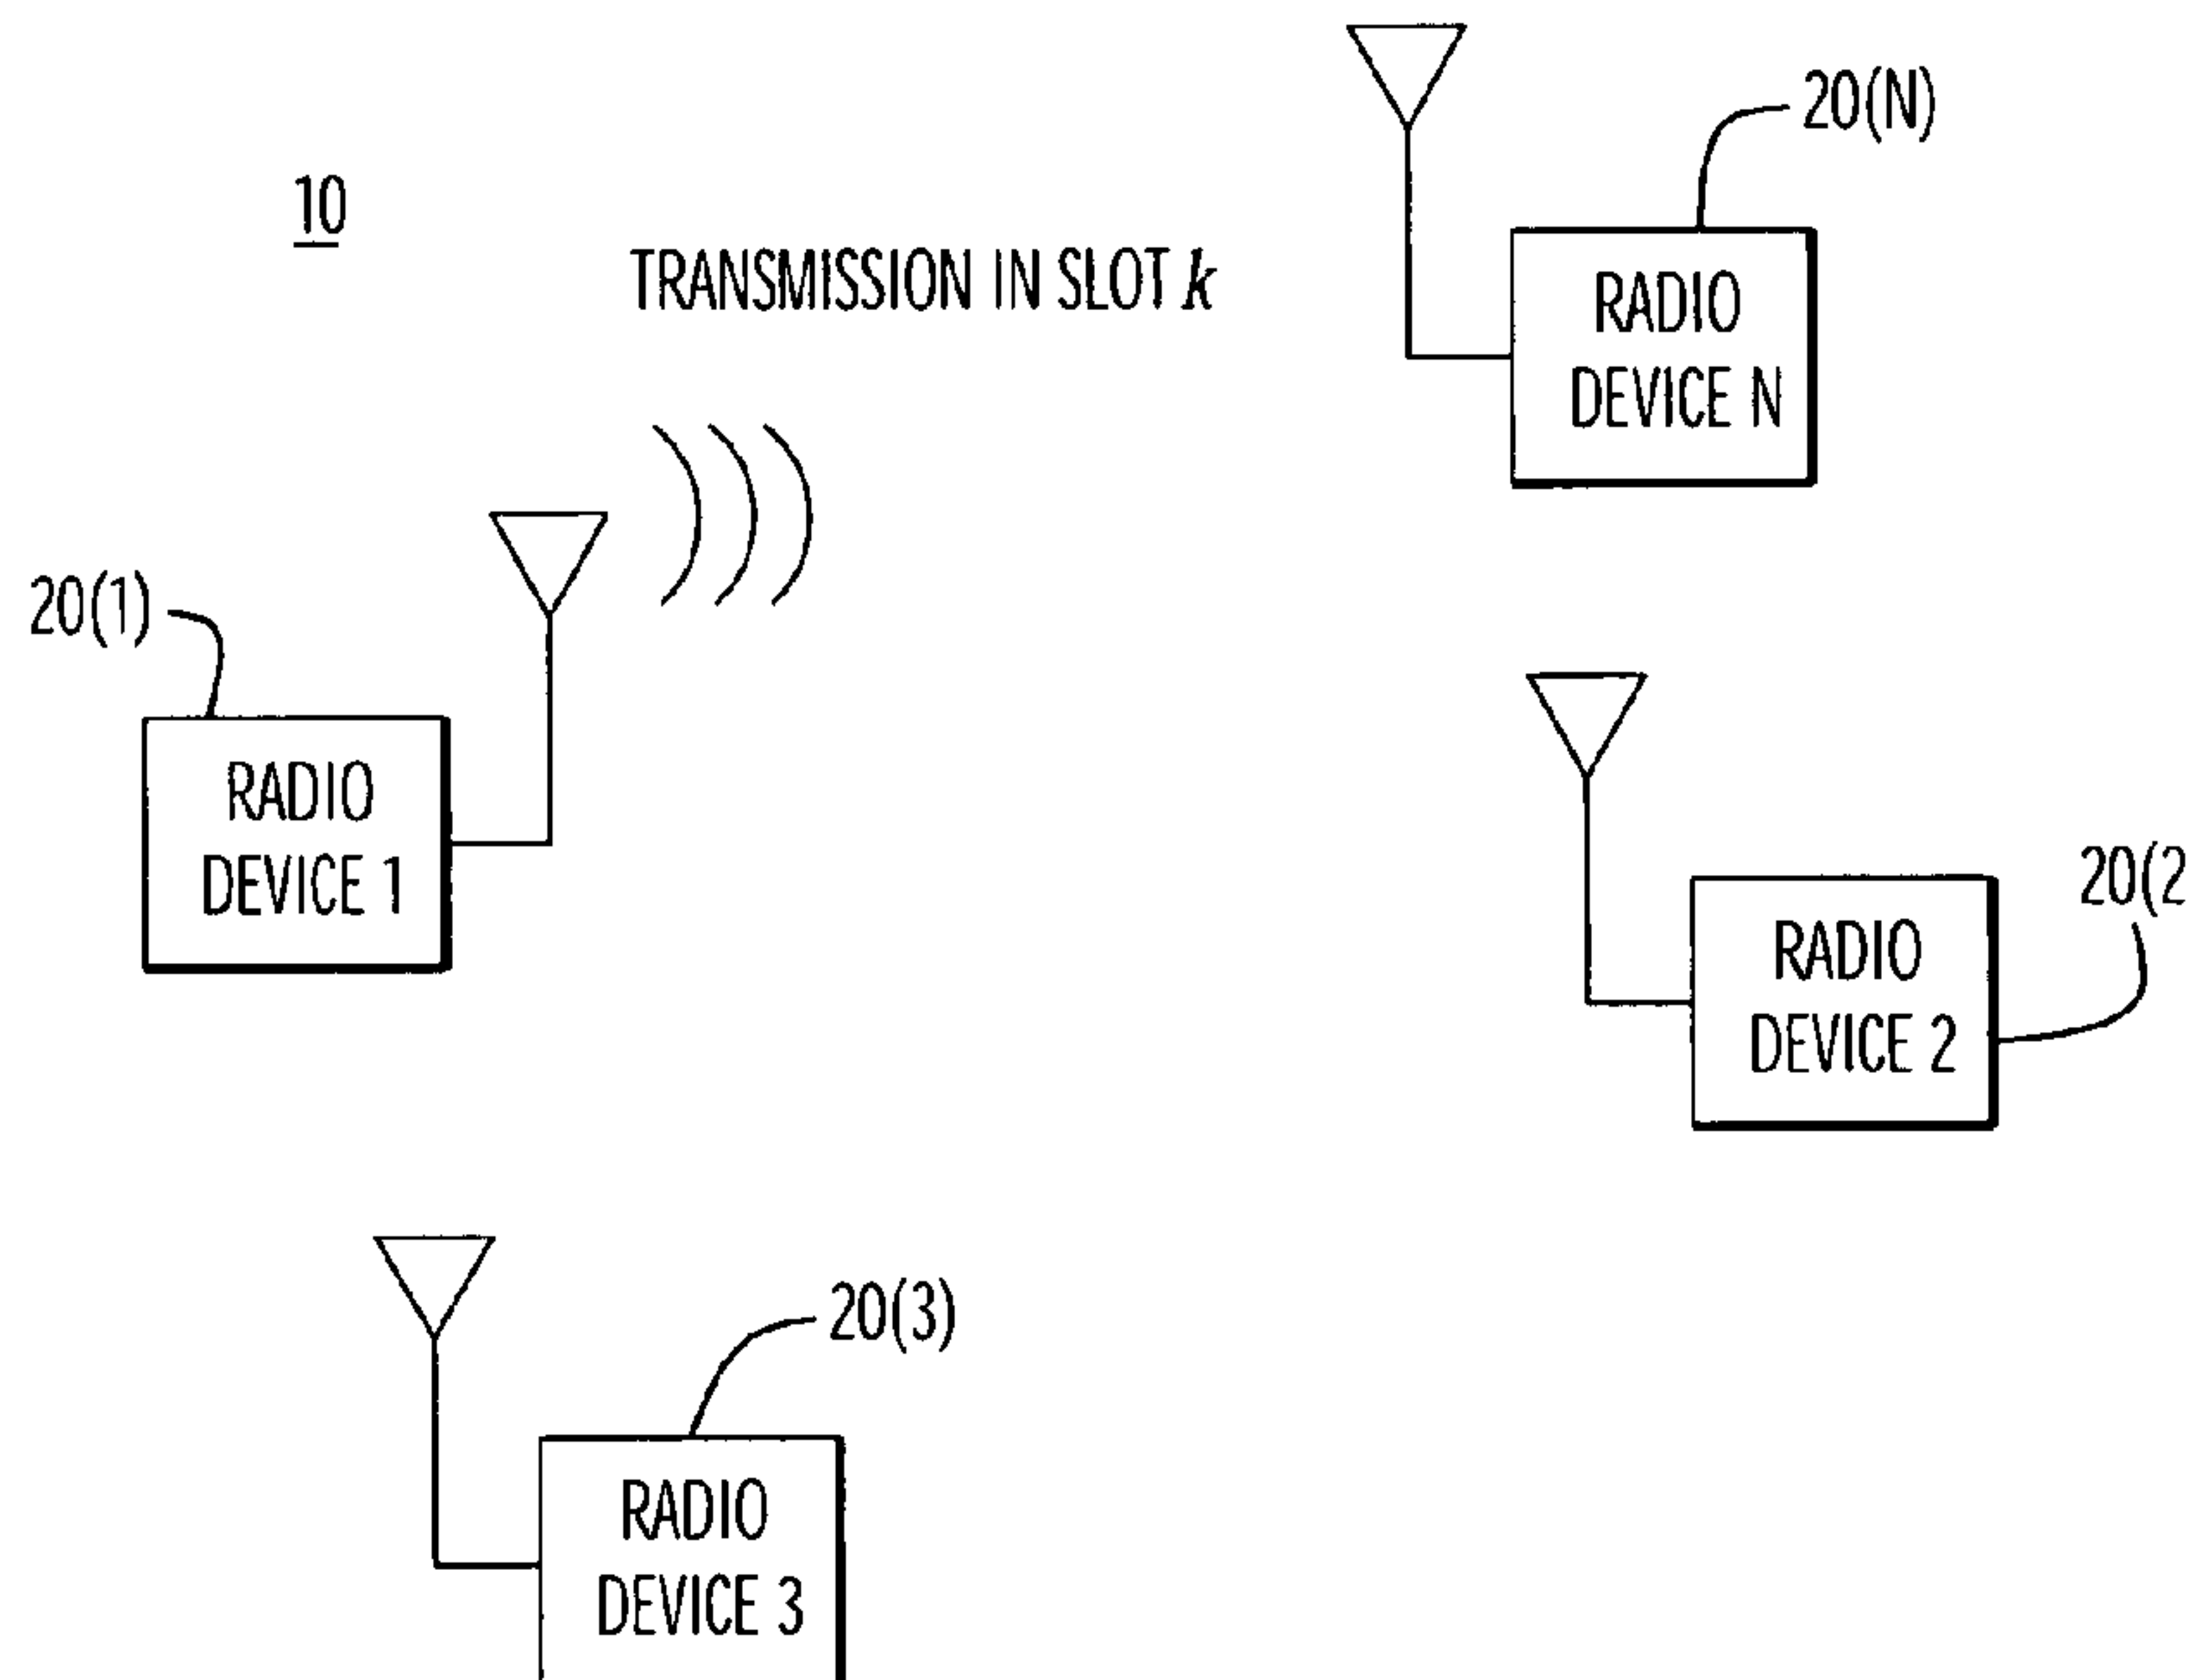 20(N)
10
TRANSMISSION IN SLOT k
RADIO
DEVICE N
20(1)
RADIO
DEVICE 1
20(2
RADIO
DEVICE 2
20(3)
RADIO
DEVICE 3